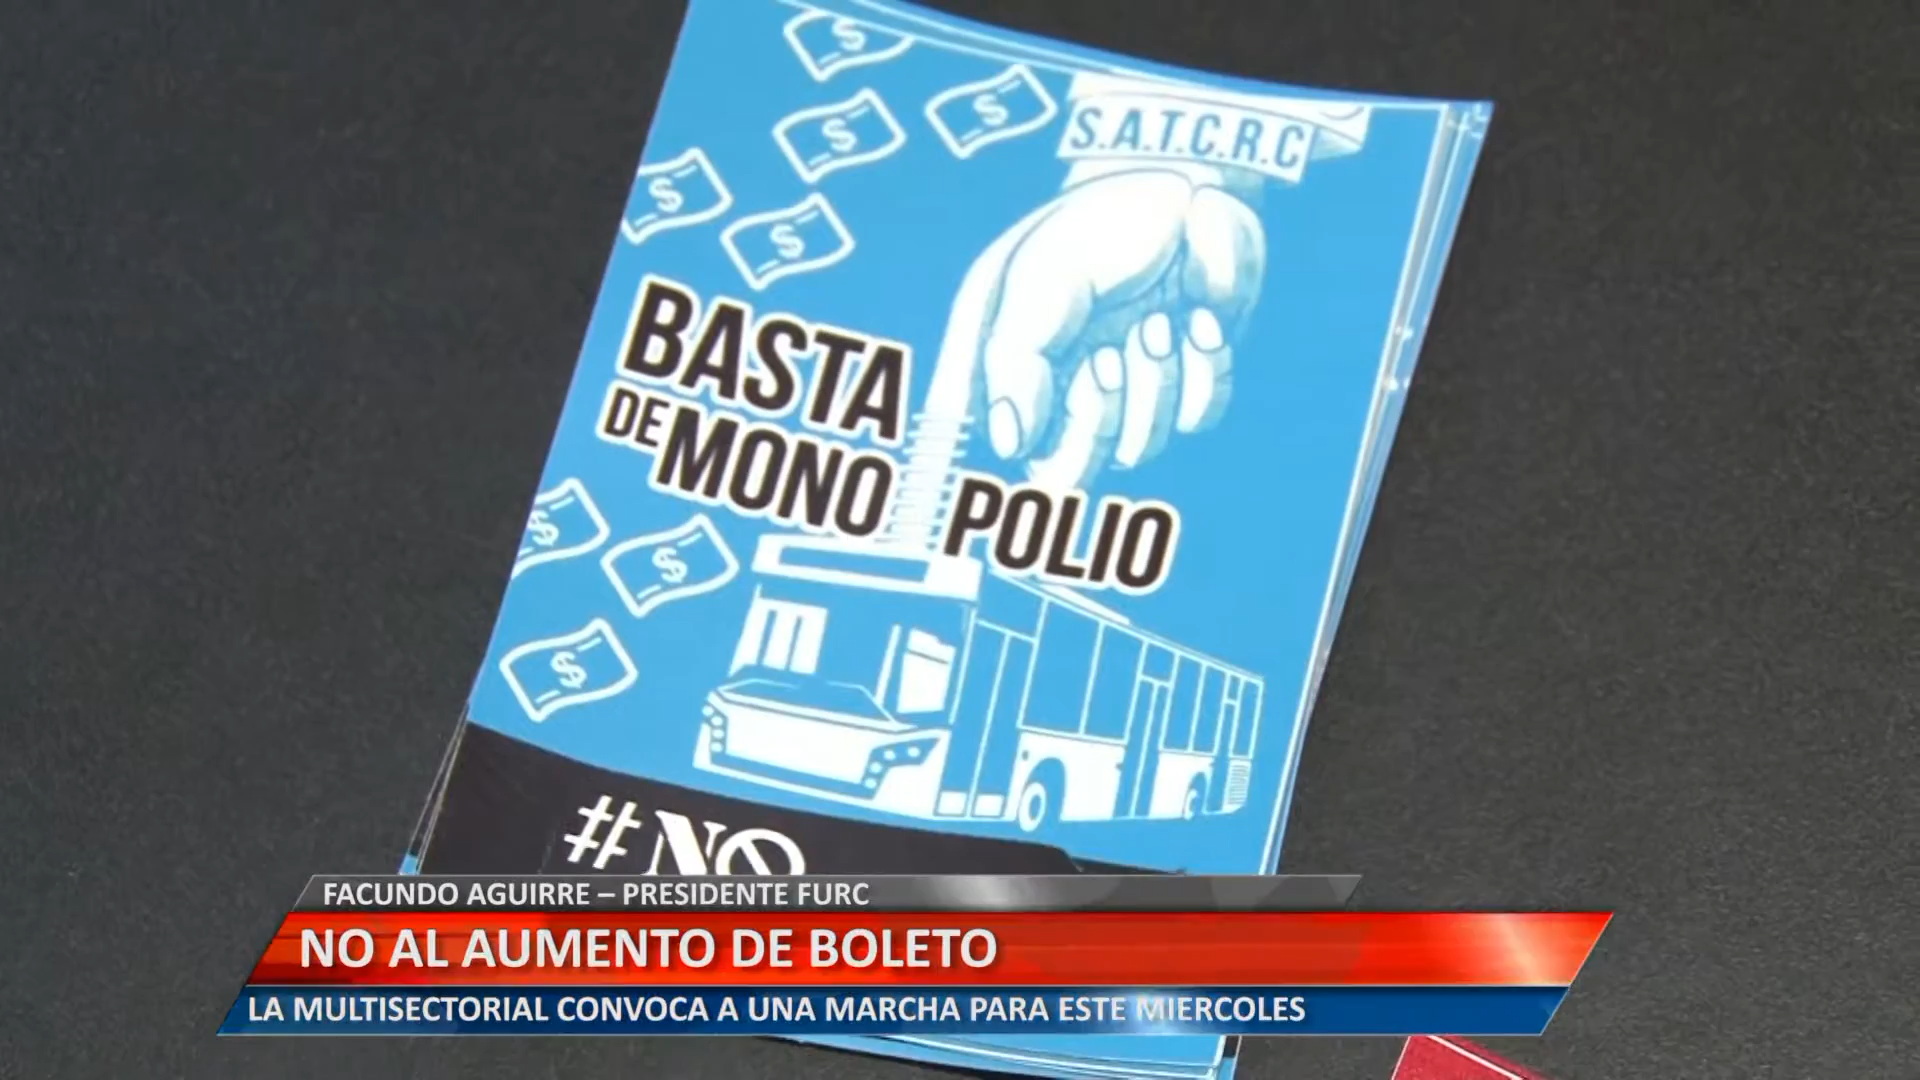 S.A.T.C.R.C
BASTA
DE MONO POLIO
#NO
FACUNDO AGUIRRE – PRESIDENTE FURC
NO AL AUMENTO DE BOLETO
LA MULTISECTORIAL CONVOCA A UNA MARCHA PARA ESTE MIERCOLES